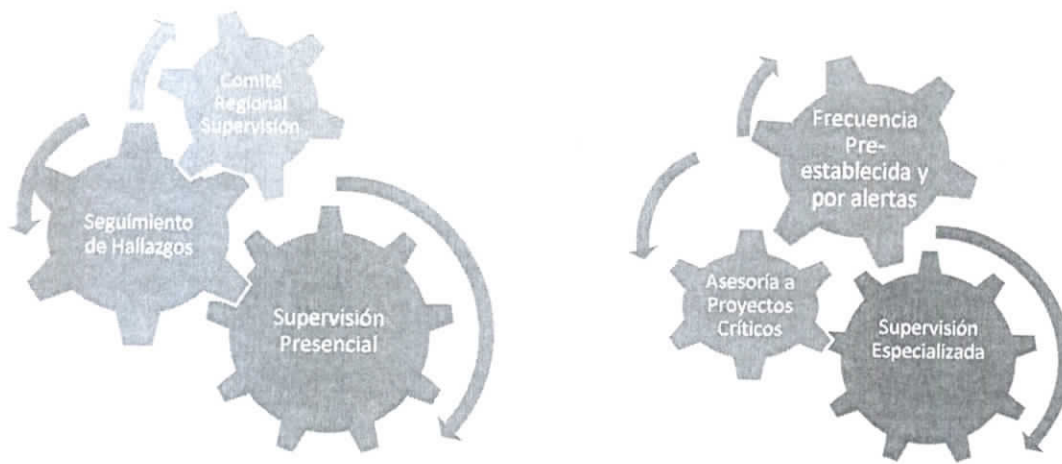 Comité
Regional
Supervisión
Seguimiento
de Hallazgos
Supervisión
Presencial
Frecuencia
Pre-
establecida y
por alertas
Asesoría a
Proyectos
Críticos
Supervisión
Especializada